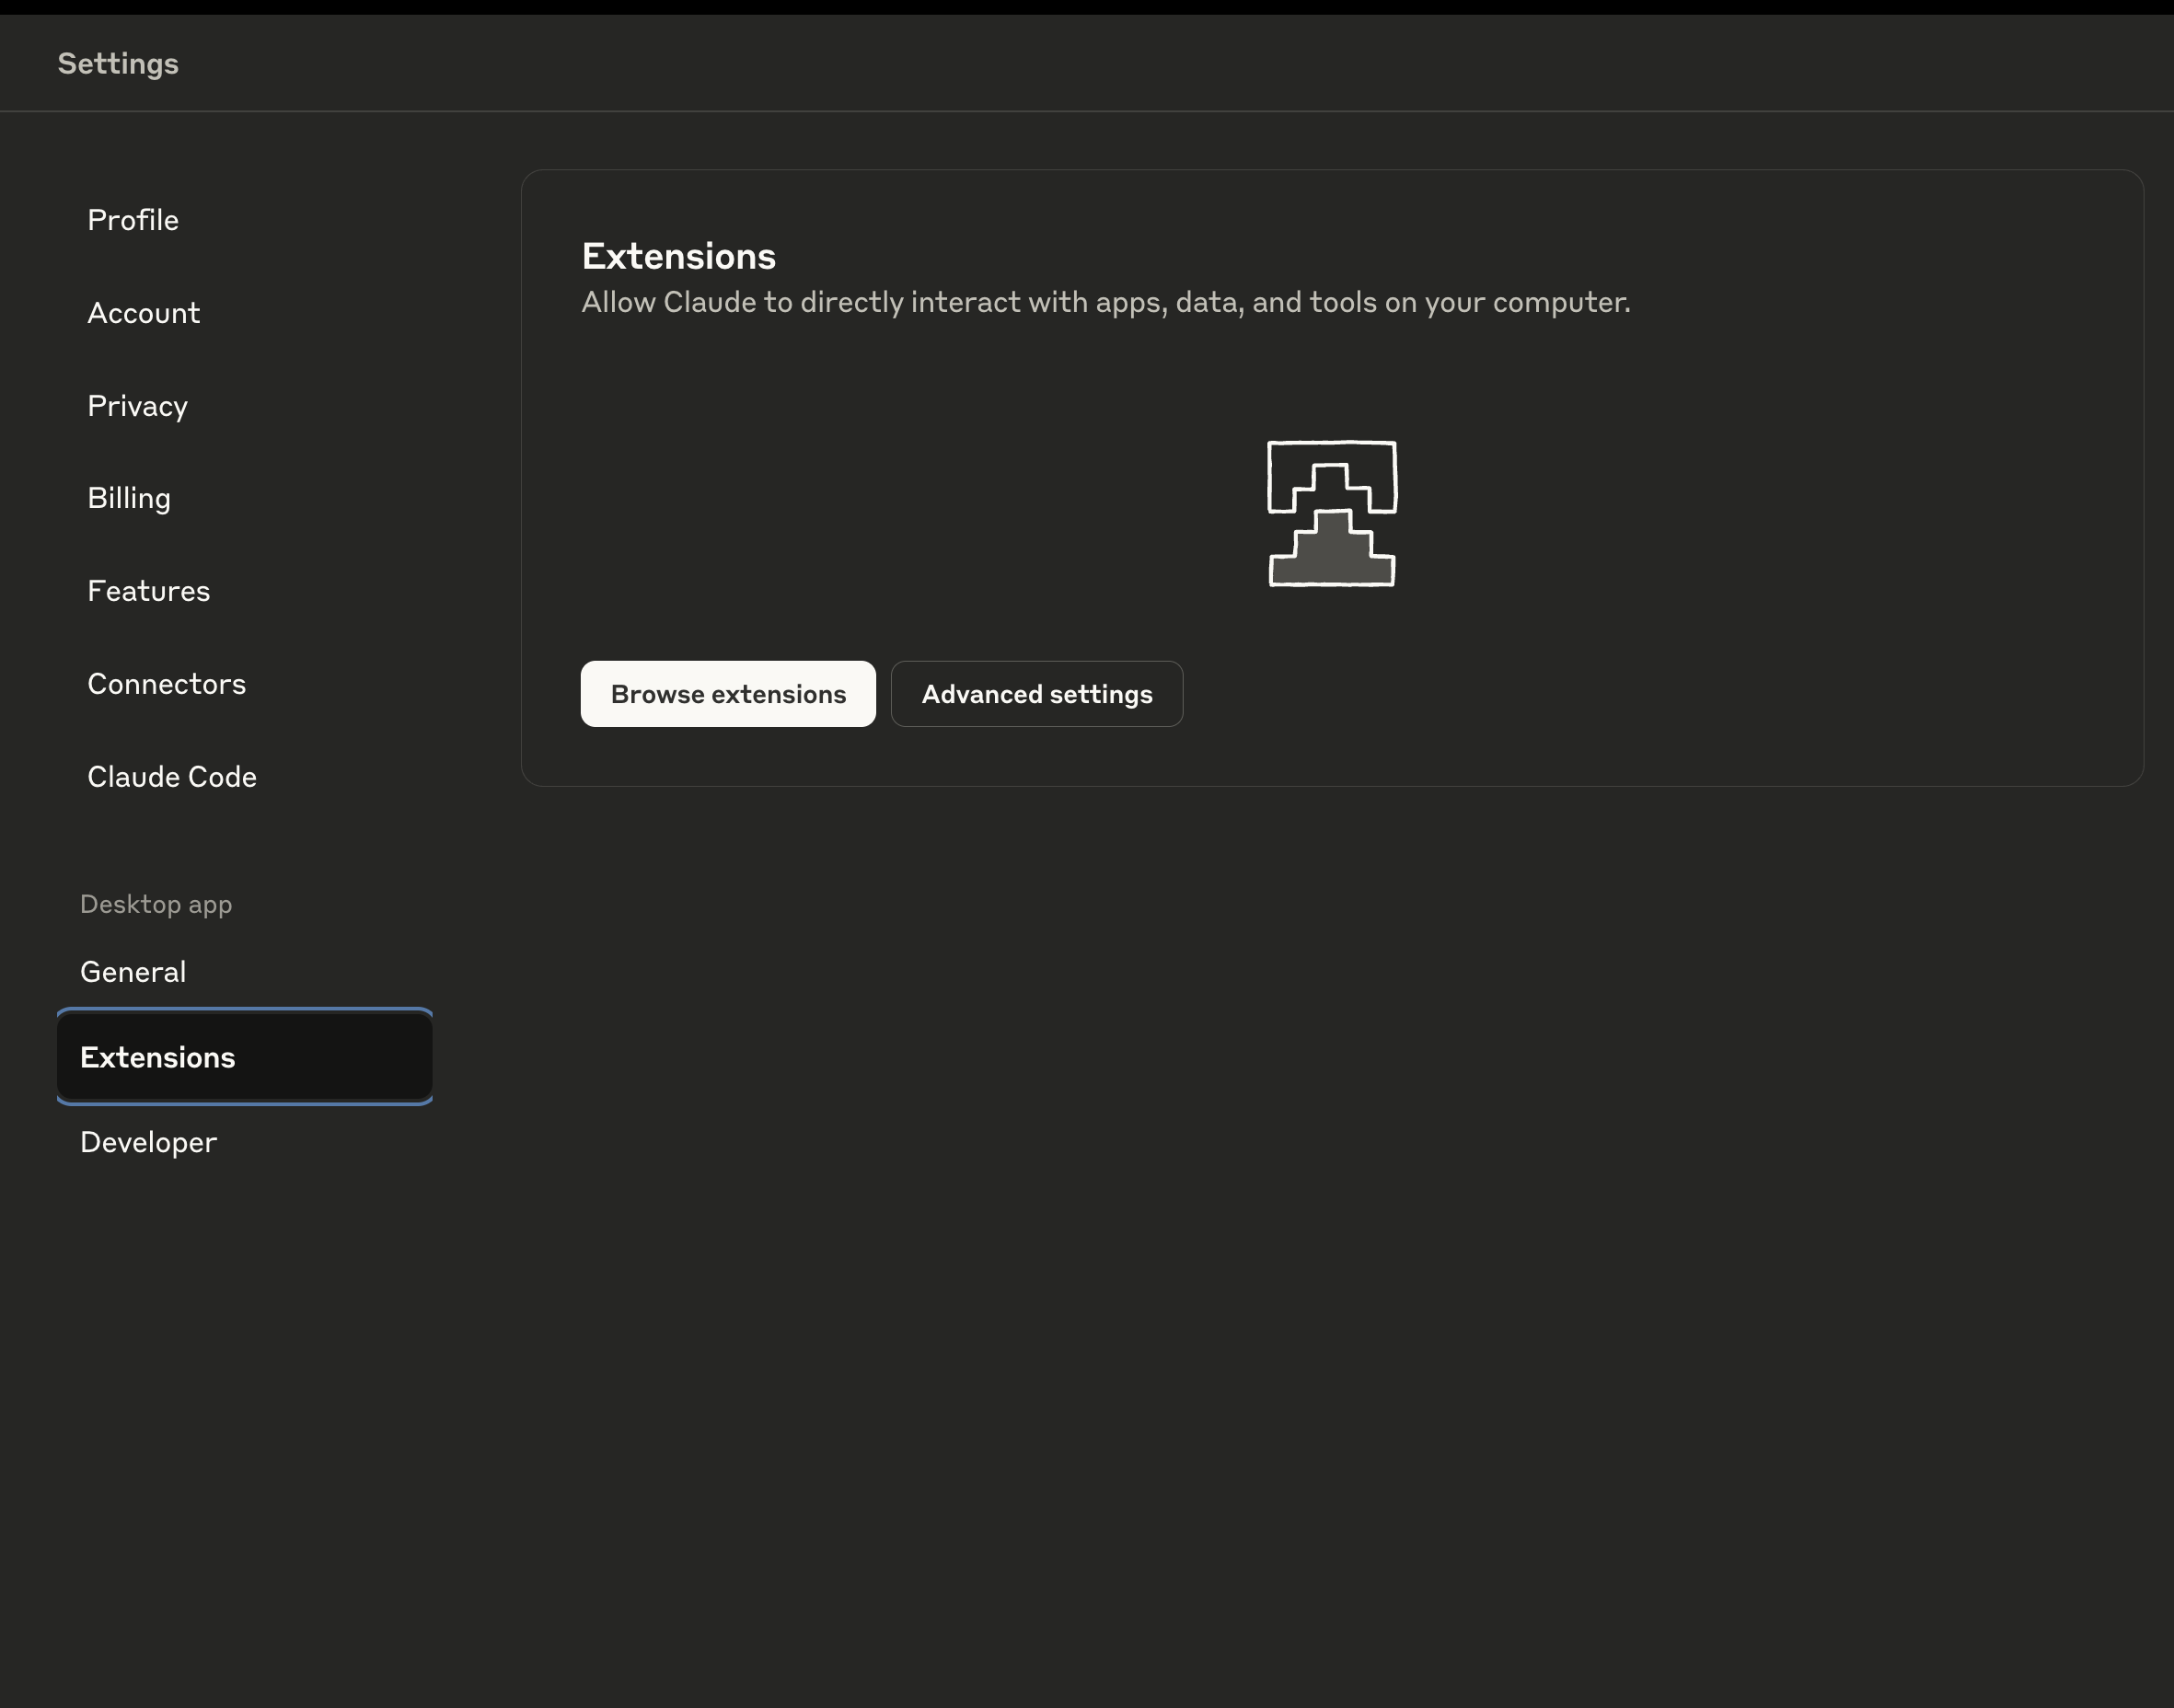 Settings
Profile
Account
Privacy
Billing
Features
Connectors
Claude Code
Desktop app
General
Extensions
Developer
Extensions
Allow Claude to directly interact with apps, data, and tools on your computer.
Browse extensions
Advanced settings